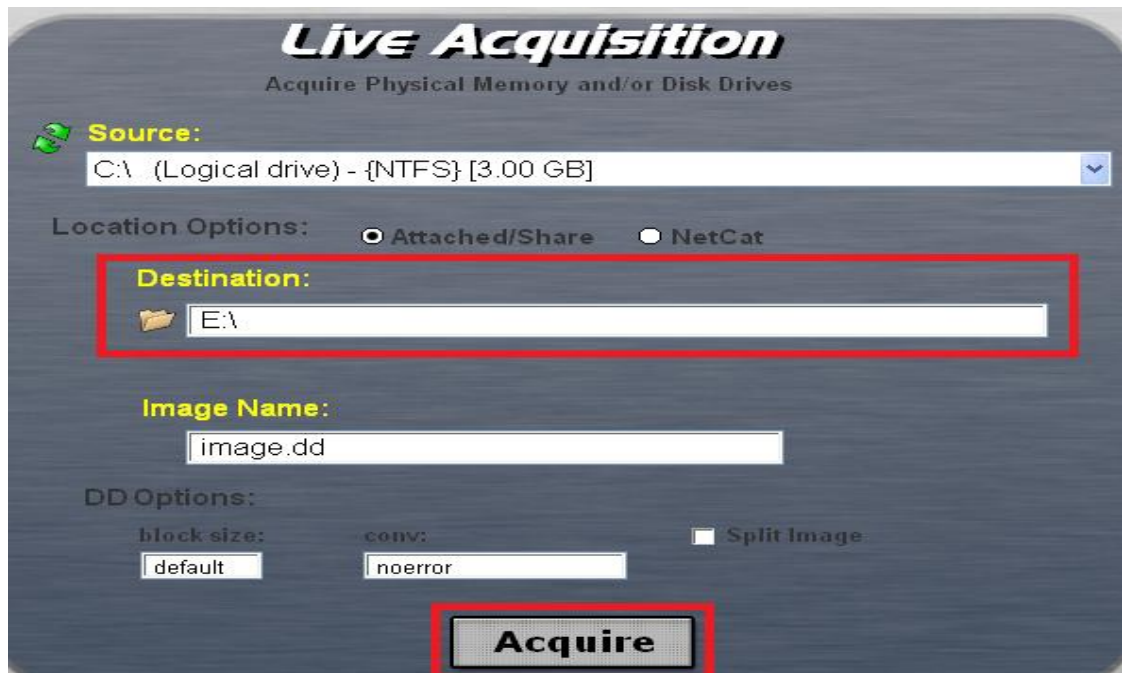 Live Acquisition
Acquire Physical Memory and/or Disk Drives
Source:
C:\ (Logical drive) - {NTFS} [3.00 GB]
Location Options: Attached/Share NetCat
Destination:
E:\
Image Name:
image.dd
DD Options:
block size: conv: Split Image
default noerror
Acquire